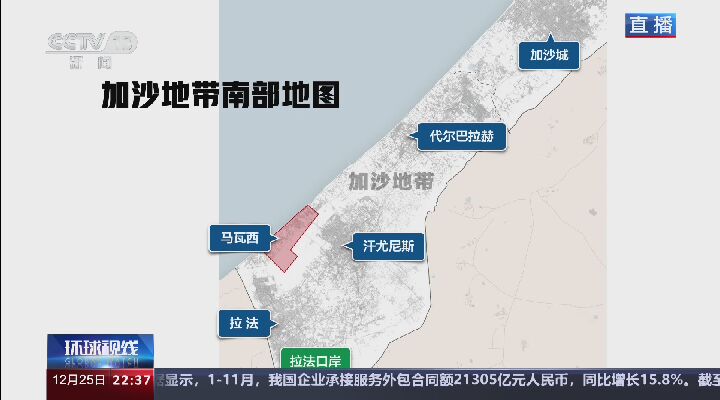 CCTV 13
新闻
直播
加沙地带南部地图
加沙城
代尔巴拉赫
加沙地带
马瓦西
汗尤尼斯
拉法
拉法口岸
环球视线
GLOBAL WATCH
12月25日 22:37 据显示，1-11月，我国企业承接服务外包合同额21305亿元人民币，同比增长15.8%。截至